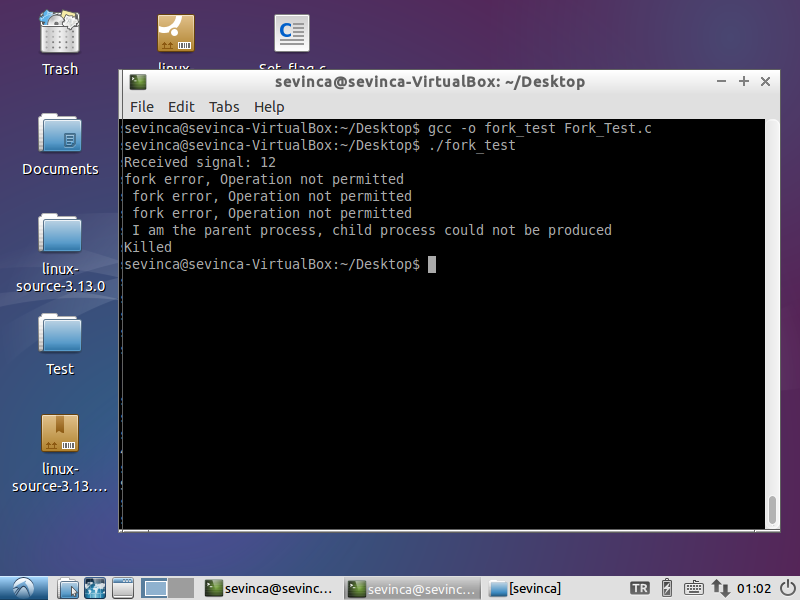 Trash
linux-
Set_flag.c
sevinca@sevinca-VirtualBox: ~/Desktop
File Edit Tabs Help
sevinca@sevinca-VirtualBox:~/Desktop$ gcc -o fork_test Fork_Test.c
sevinca@sevinca-VirtualBox:~/Desktop$ ./fork_test
Received signal: 12
fork error, Operation not permitted
fork error, Operation not permitted
fork error, Operation not permitted
I am the parent process, child process could not be produced
Killed
sevinca@sevinca-VirtualBox:~/Desktop$
Documents
linux-
source-3.13.0
Test
linux-
source-3.13....
sevinca@sevinc...
sevinca@sevinc...
[sevinca]
TR
01:02